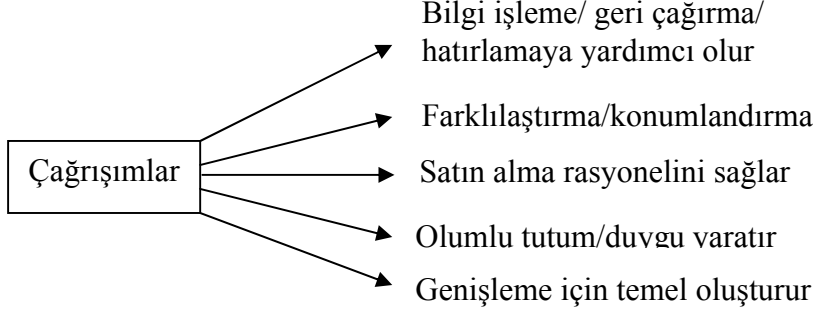 Bilgi işleme/ geri çağırma/
hatırlamaya yardımcı olur
Farklılaştırma/konumlandırma
Çağrışımlar
Satın alma rasyonelini sağlar
Olumlu tutum/duygu yaratır
Genişleme için temel oluşturur